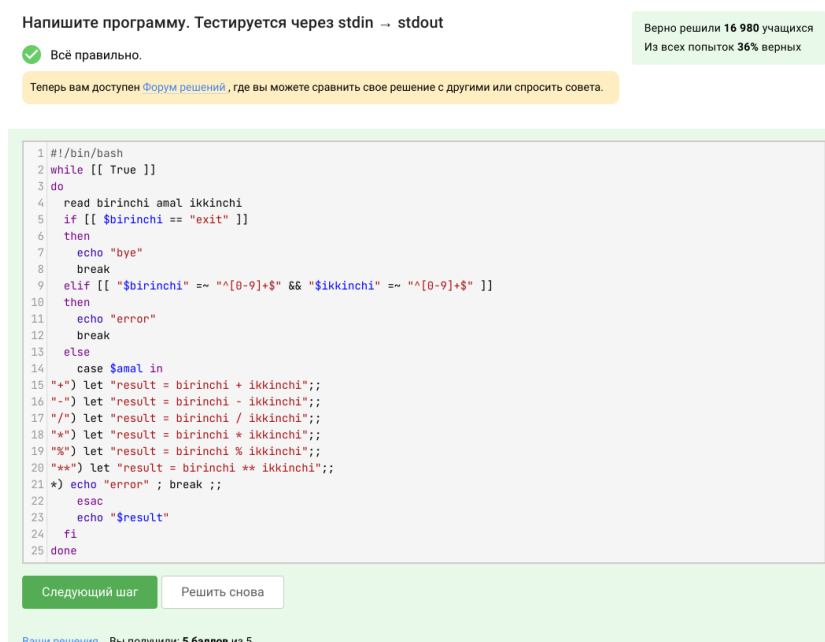 Напишите программу. Тестируется через stdin → stdout
Верно решили 16 980 учащихся
Из всех попыток 36% верных
Всё правильно.
Теперь вам доступен Форум решений , где вы можете сравнить свое решение с другими или спросить совета.
1 #!/bin/bash
2 while [[ True ]]
3 do
4   read birinchi amal ikkinchi
5   if [[ $birinchi == "exit" ]]
6   then
7     echo "bye"
8     break
9   elif [[ "$birinchi" =~ "^[0-9]+$" && "$ikkinchi" =~ "^[0-9]+$" ]]
10   then
11     echo "error"
12     break
13   else
14     case $amal in
15 "+") let "result = birinchi + ikkinchi";;
16 "-") let "result = birinchi - ikkinchi";;
17 "/") let "result = birinchi / ikkinchi";;
18 "*") let "result = birinchi * ikkinchi";;
19 "%") let "result = birinchi % ikkinchi";;
20 "**") let "result = birinchi ** ikkinchi";;
21 *) echo "error" ; break ;;
22     esac
23     echo "$result"
24   fi
25 done
Следующий шаг
Решить снова
Ваши решения Вы получили: 5 баллов из 5